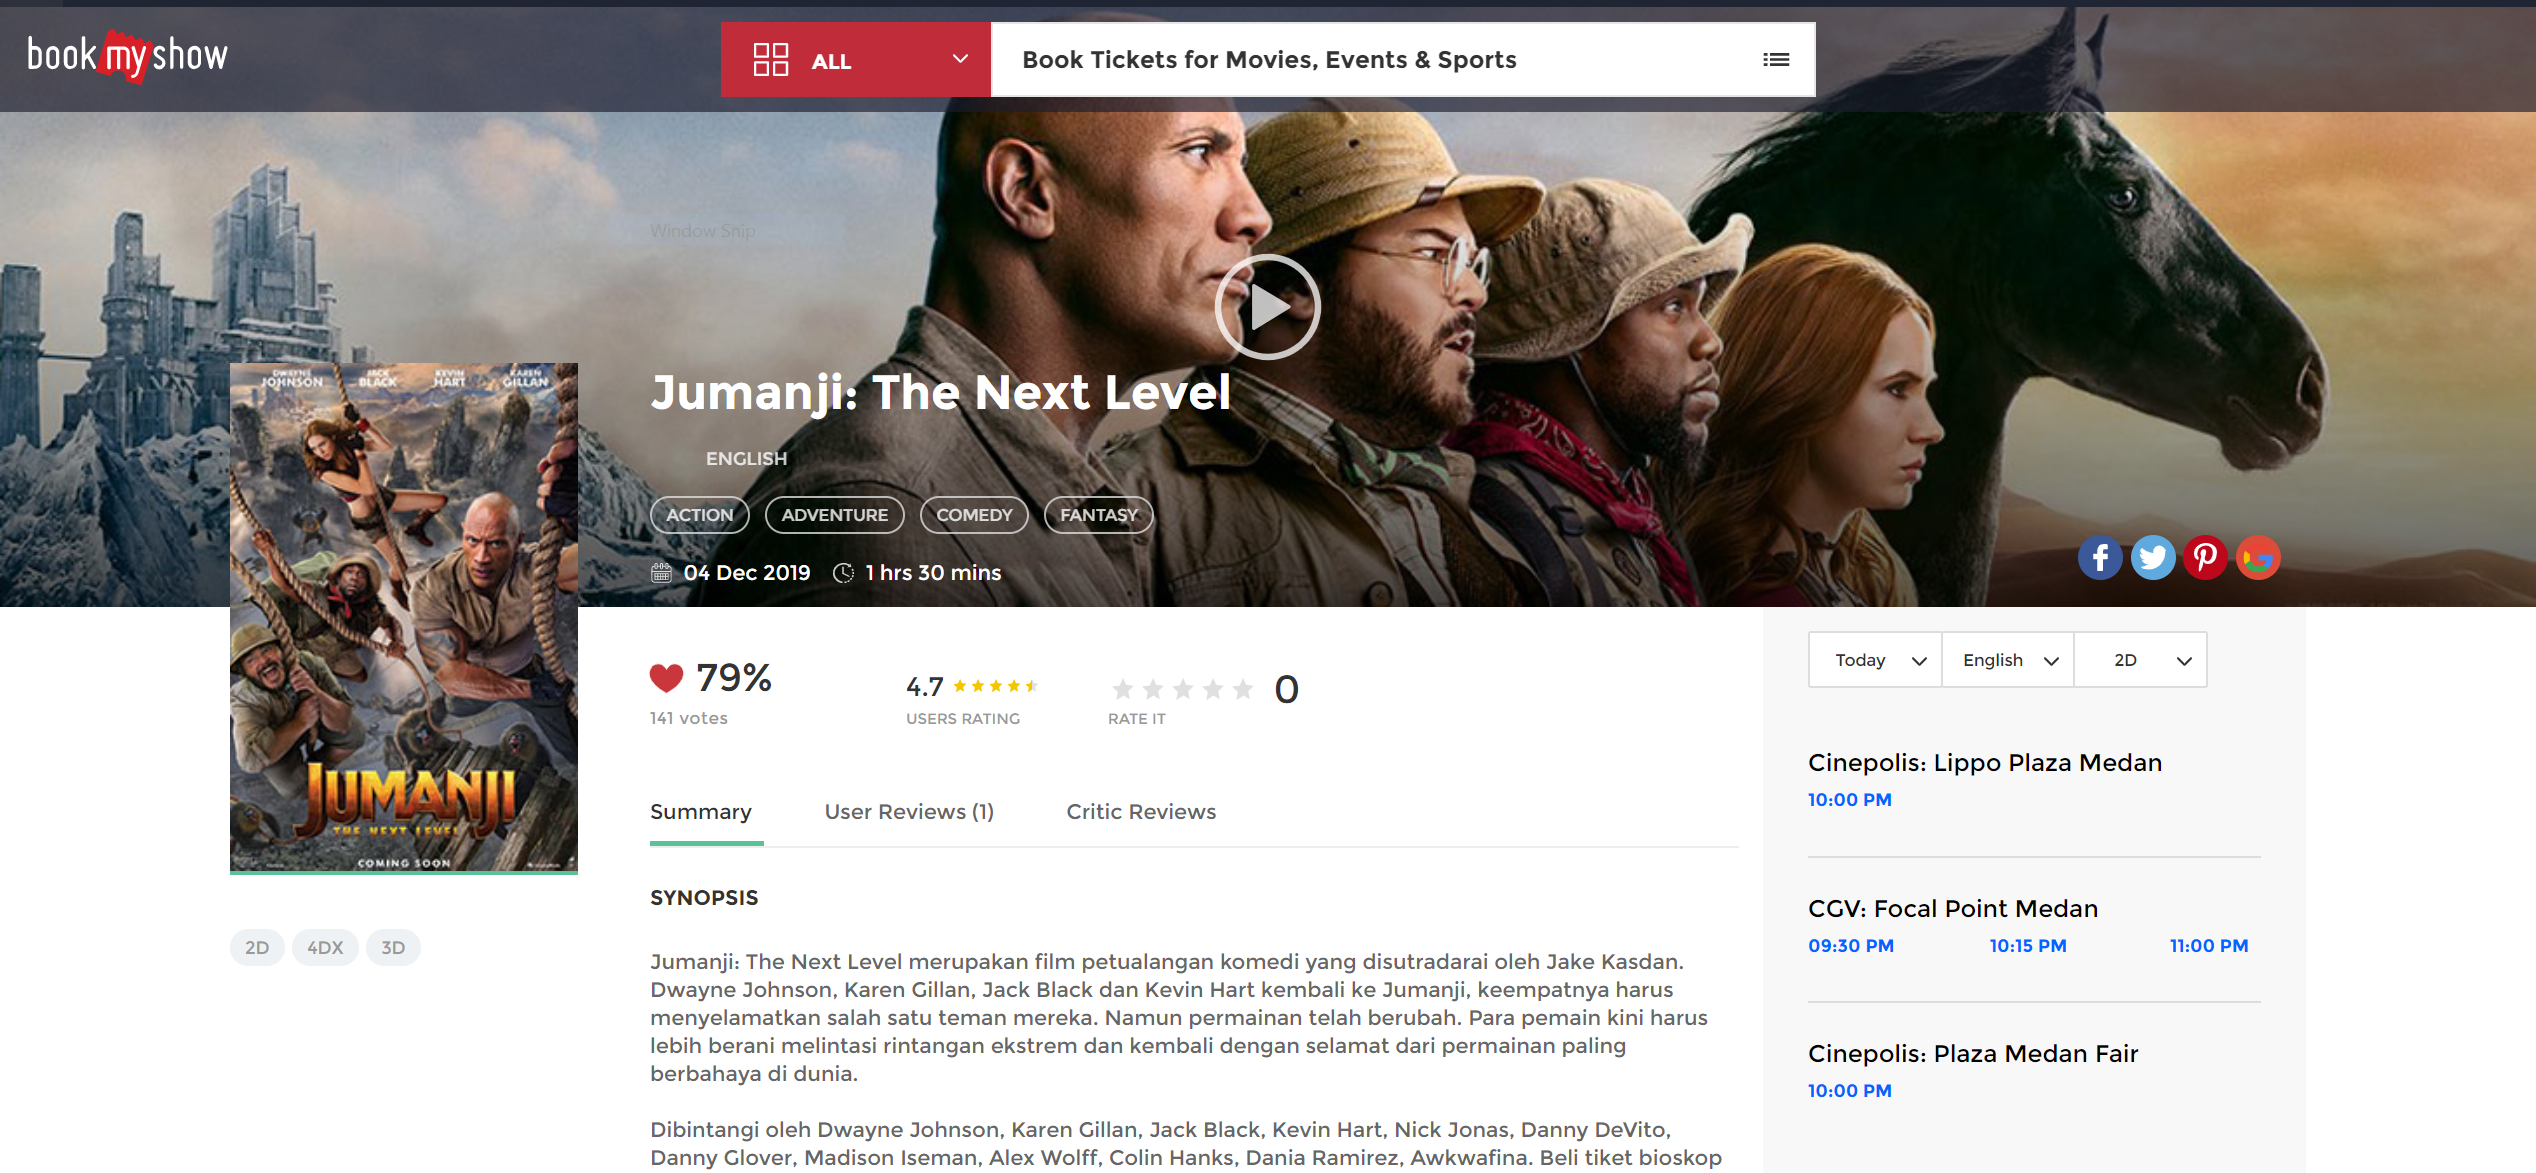 bookmyshow
ALL
Book Tickets for Movies, Events & Sports
Window Snip
DWAYNE JOHNSON JACK BLACK KEVIN HART KAREN GILLAN
JUMANJI
THE NEXT LEVEL
COMING SOON
Jumanji: The Next Level
ENGLISH
ACTION ADVENTURE COMEDY FANTASY
04 Dec 2019 1 hrs 30 mins
2D 4DX 3D
79%
141 votes
4.7
USERS RATING
0
RATE IT
Summary User Reviews (1) Critic Reviews
SYNOPSIS
Jumanji: The Next Level merupakan film petualangan komedi yang disutradarai oleh Jake Kasdan.
Dwayne Johnson, Karen Gillan, Jack Black dan Kevin Hart kembali ke Jumanji, keempatnya harus
menyelamatkan salah satu teman mereka. Namun permainan telah berubah. Para pemain kini harus
lebih berani melintasi rintangan ekstrem dan kembali dengan selamat dari permainan paling
berbahaya di dunia.
Dibintangi oleh Dwayne Johnson, Karen Gillan, Jack Black, Kevin Hart, Nick Jonas, Danny DeVito,
Danny Glover, Madison Iseman, Alex Wolff, Colin Hanks, Dania Ramirez, Awkwafina. Beli tiket bioskop
Today English 2D
Cinepolis: Lippo Plaza Medan
10:00 PM
CGV: Focal Point Medan
09:30 PM 10:15 PM 11:00 PM
Cinepolis: Plaza Medan Fair
10:00 PM